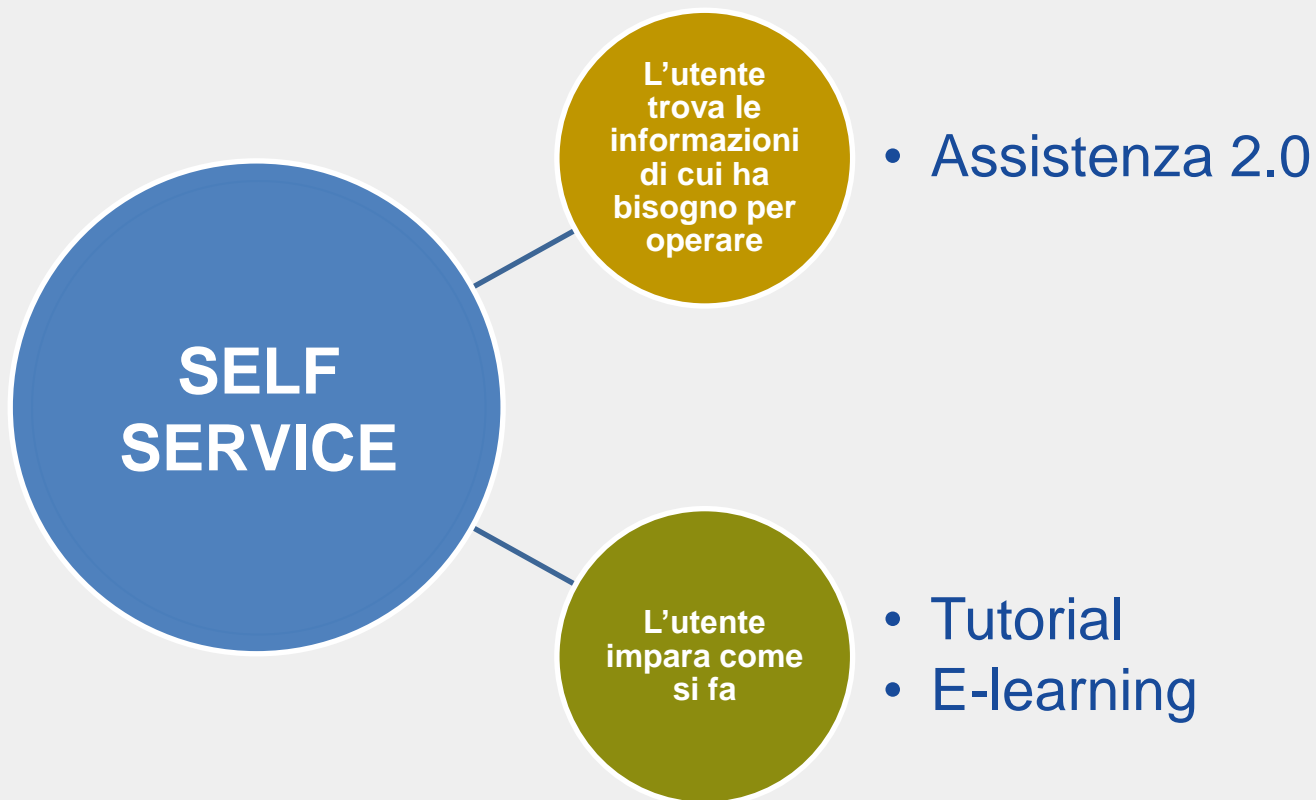 SELF
SERVICE
L’utente
trova le
informazioni
di cui ha
bisogno per
operare
• Assistenza 2.0
L’utente
impara come
si fa
• Tutorial
• E-learning